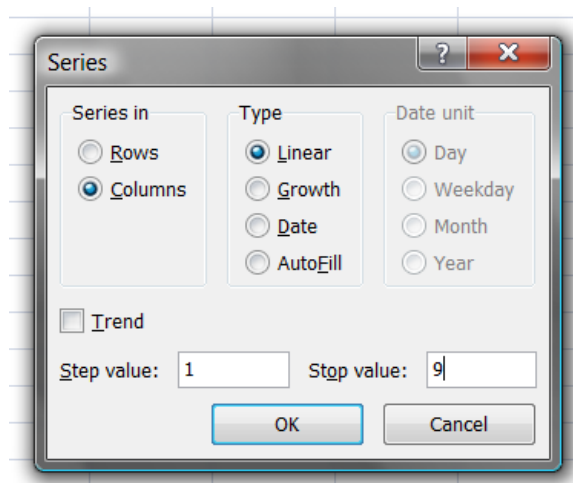 Series
Series in
Rows
Columns
Type
Linear
Growth
Date
AutoFill
Date unit
Day
Weekday
Month
Year
Trend
Step value: 1
Stop value: 9
OK
Cancel